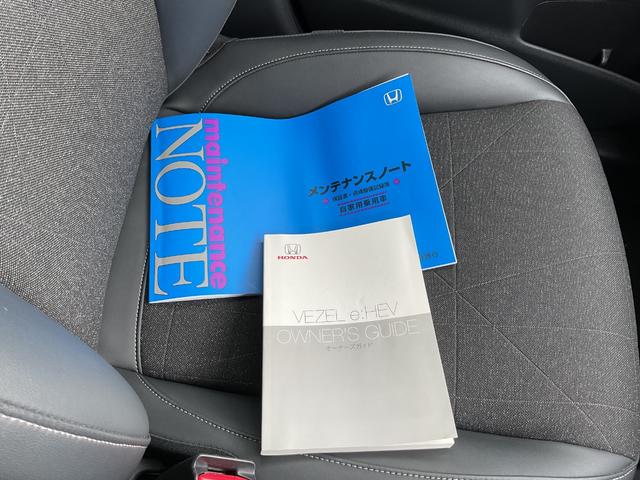 maintenance
NOTE
メンテナンスノート
保証書・点検整備記録簿
自家用乗用車
HONDA
VEZEL e:HEV
OWNER'S GUIDE
オーナーズガイド